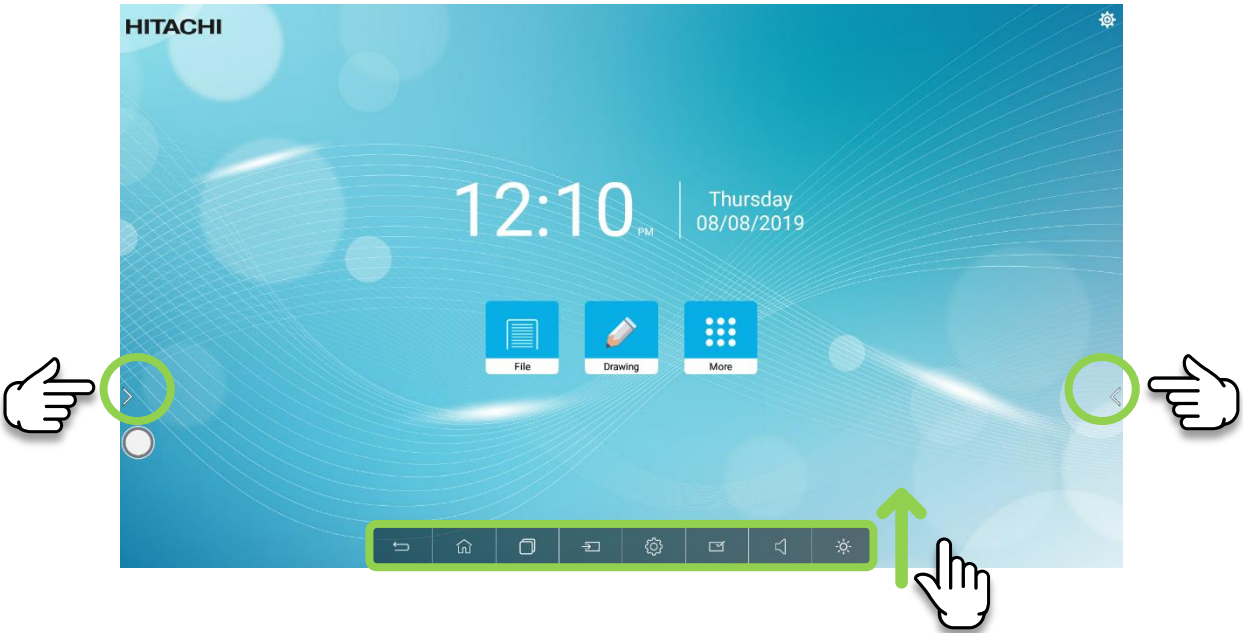 HITACHI
12:10 PM
Thursday
08/08/2019
File
Drawing
More